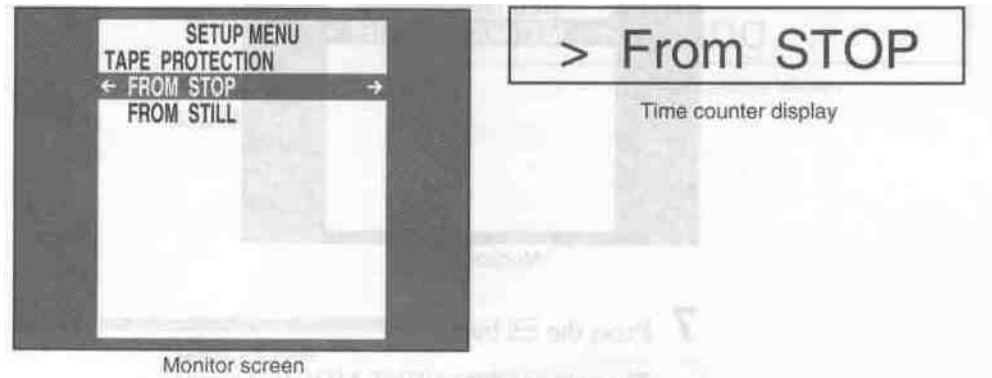 SETUP MENU
TAPE PROTECTION
← FROM STOP →
FROM STILL
Monitor screen
> From STOP
Time counter display